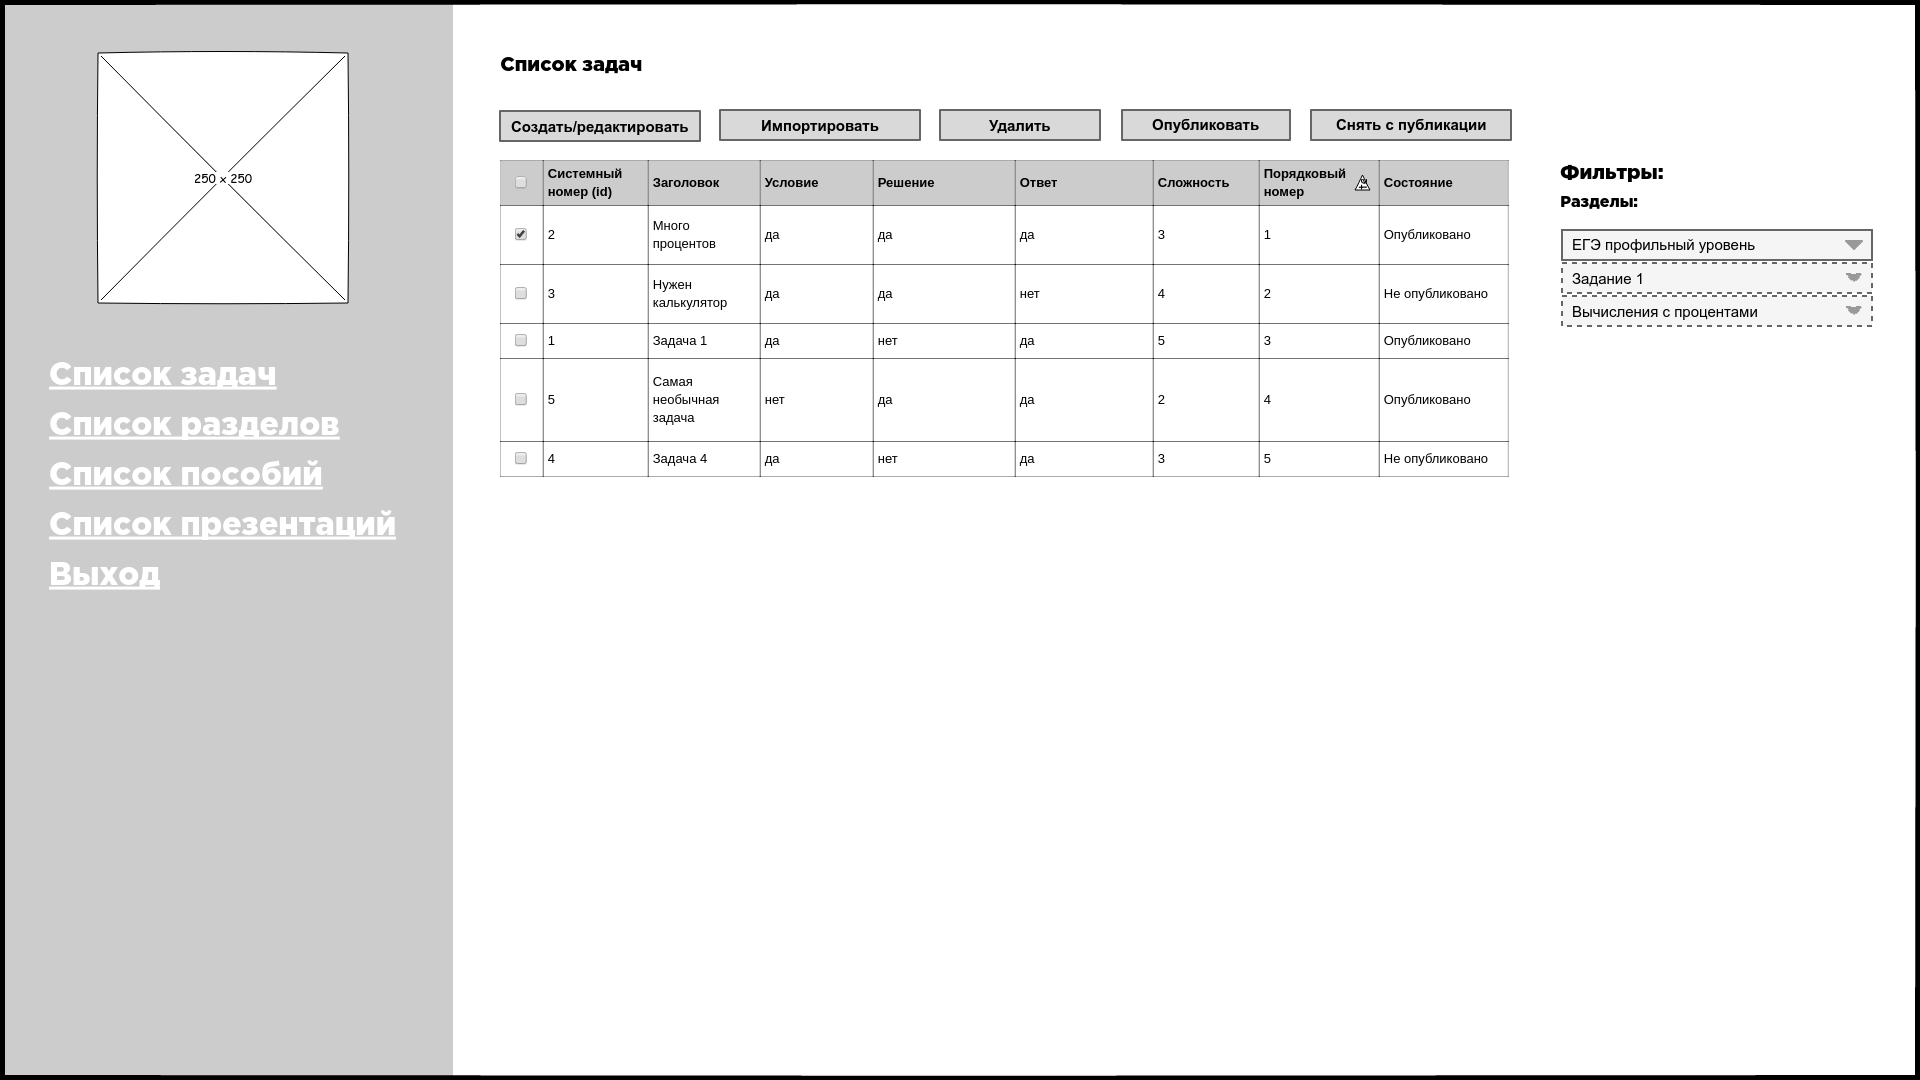 250 × 250
Список задач
Список разделов
Список пособий
Список презентаций
Выход
Список задач
Создать/редактировать Импортировать Удалить Опубликовать Снять с публикации
Системный номер (id) Заголовок Условие Решение Ответ Сложность Порядковый номер Состояние
2 Много процентов да да да 3 1 Опубликовано
3 Нужен калькулятор да да нет 4 2 Не опубликовано
1 Задача 1 да нет да 5 3 Опубликовано
5 Самая необычная задача нет да да 2 4 Опубликовано
4 Задача 4 да нет да 3 5 Не опубликовано
Фильтры:
Разделы:
ЕГЭ профильный уровень
Задание 1
Вычисления с процентами